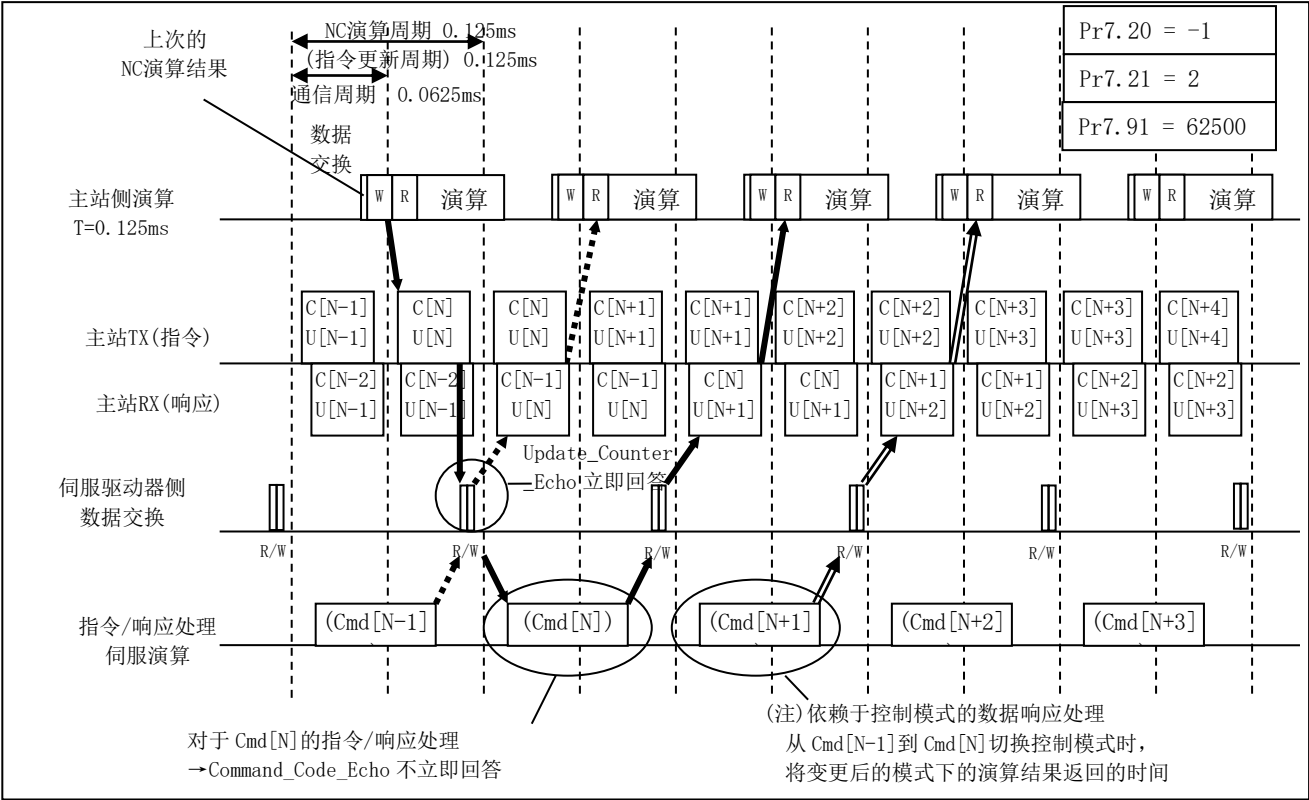 上次的
NC演算结果
NC演算周期 0.125ms
(指令更新周期) 0.125ms
通信周期 0.0625ms
数据
交换
Pr7.20 = -1
Pr7.21 = 2
Pr7.91 = 62500
主站侧演算
T=0.125ms
W R 演算 W R 演算 W R 演算 W R 演算 W R 演算
主站TX(指令)
C[N-1] C[N] C[N] C[N+1] C[N+1] C[N+2] C[N+2] C[N+3] C[N+3] C[N+4]
U[N-1] U[N] U[N] U[N+1] U[N+1] U[N+2] U[N+2] U[N+3] U[N+3] U[N+4]
主站RX(响应)
C[N-2] C[N-2] C[N-1] C[N-1] C[N] C[N] C[N+1] C[N+1] C[N+2] C[N+2]
U[N-1] U[N-1] U[N] U[N] U[N+1] U[N+1] U[N+2] U[N+2] U[N+3] U[N+3]
Update_Counter
_Echo 立即回答
伺服驱动器侧
数据交换
R/W R/W R/W R/W R/W R/W
指令/响应处理
伺服演算
(Cmd[N-1] (Cmd[N]) (Cmd[N+1] (Cmd[N+2] (Cmd[N+3]
对于 Cmd[N]的指令/响应处理
→Command_Code_Echo 不立即回答
(注)依赖于控制模式的数据响应处理
从 Cmd[N-1]到 Cmd[N]切换控制模式时，
将变更后的模式下的演算结果返回的时间